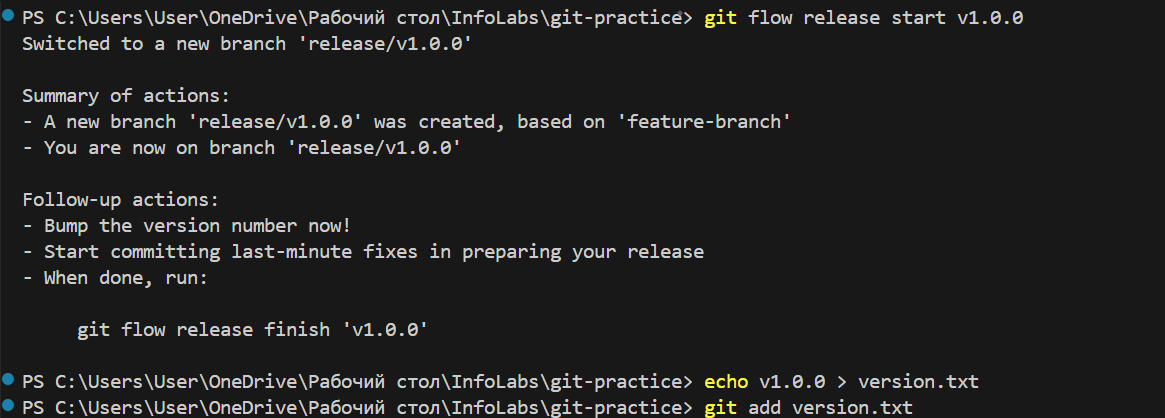 PS C:\Users\User\OneDrive\Рабочий стол\InfoLabs\git-practice> git flow release start v1.0.0
Switched to a new branch 'release/v1.0.0'
Summary of actions:
- A new branch 'release/v1.0.0' was created, based on 'feature-branch'
- You are now on branch 'release/v1.0.0'
Follow-up actions:
- Bump the version number now!
- Start committing last-minute fixes in preparing your release
- When done, run:
git flow release finish 'v1.0.0'
PS C:\Users\User\OneDrive\Рабочий стол\InfoLabs\git-practice> echo v1.0.0 > version.txt
PS C:\Users\User\OneDrive\Рабочий стол\InfoLabs\git-practice> git add version.txt